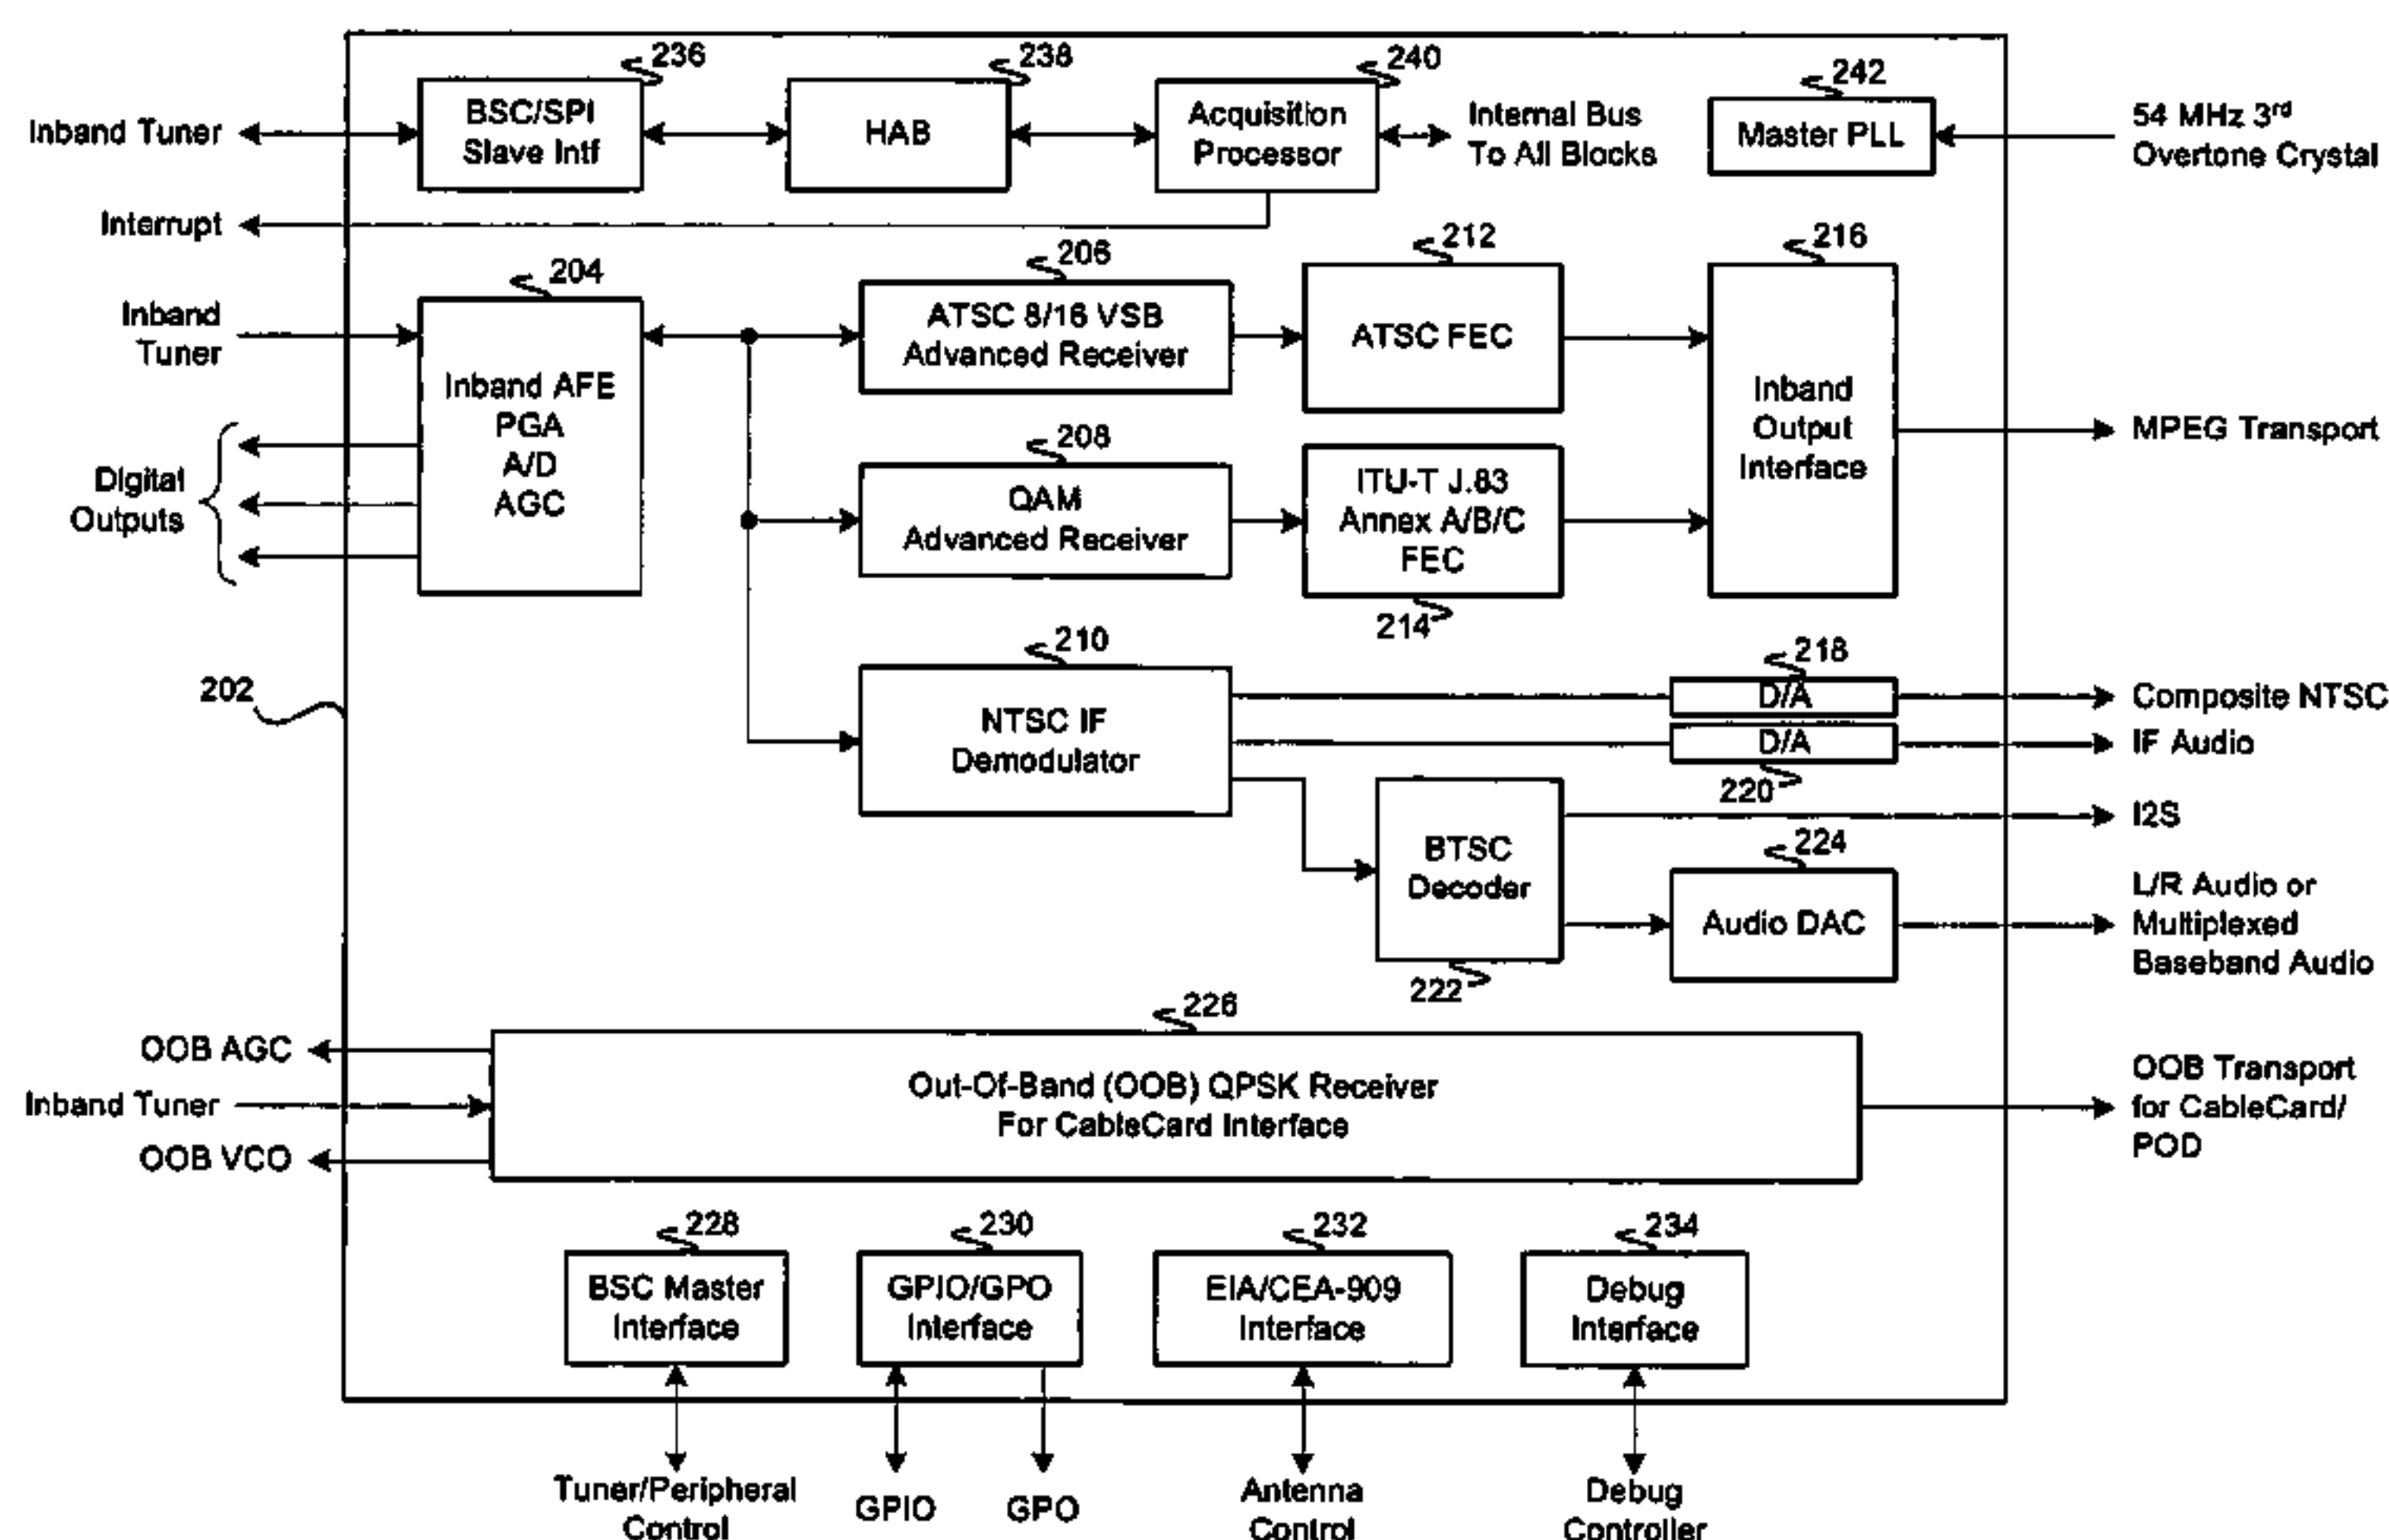 236
238
240
242
Inband Tuner
BSC/SPI
Slave Intf
HAB
Acquisition
Processor
Internal Bus
To All Blocks
Master PLL
54 MHz 3rd
Overtone Crystal
Interrupt
204
206
212
216
Inband
Tuner
Inband AFE
PGA
A/D
AGC
ATSC 8/16 VSB
Advanced Receiver
ATSC FEC
Inband
Output
Interface
MPEG Transport
Digital
Outputs
208
QAM
Advanced Receiver
ITU-T J.83
Annex A/B/C
FEC
214
202
210
NTSC IF
Demodulator
218
D/A
Composite NTSC
D/A
IF Audio
220
I2S
BTSC
Decoder
222
224
Audio DAC
L/R Audio or
Multiplexed
Baseband Audio
226
OOB AGC
Inband Tuner
OOB VCO
Out-Of-Band (OOB) QPSK Receiver
For CableCard Interface
OOB Transport
for CableCard/
POD
228
230
232
234
BSC Master
Interface
GPIO/GPO
Interface
EIA/CEA-909
Interface
Debug
Interface
Tuner/Peripheral
Control
GPIO
GPO
Antenna
Control
Debug
Controller